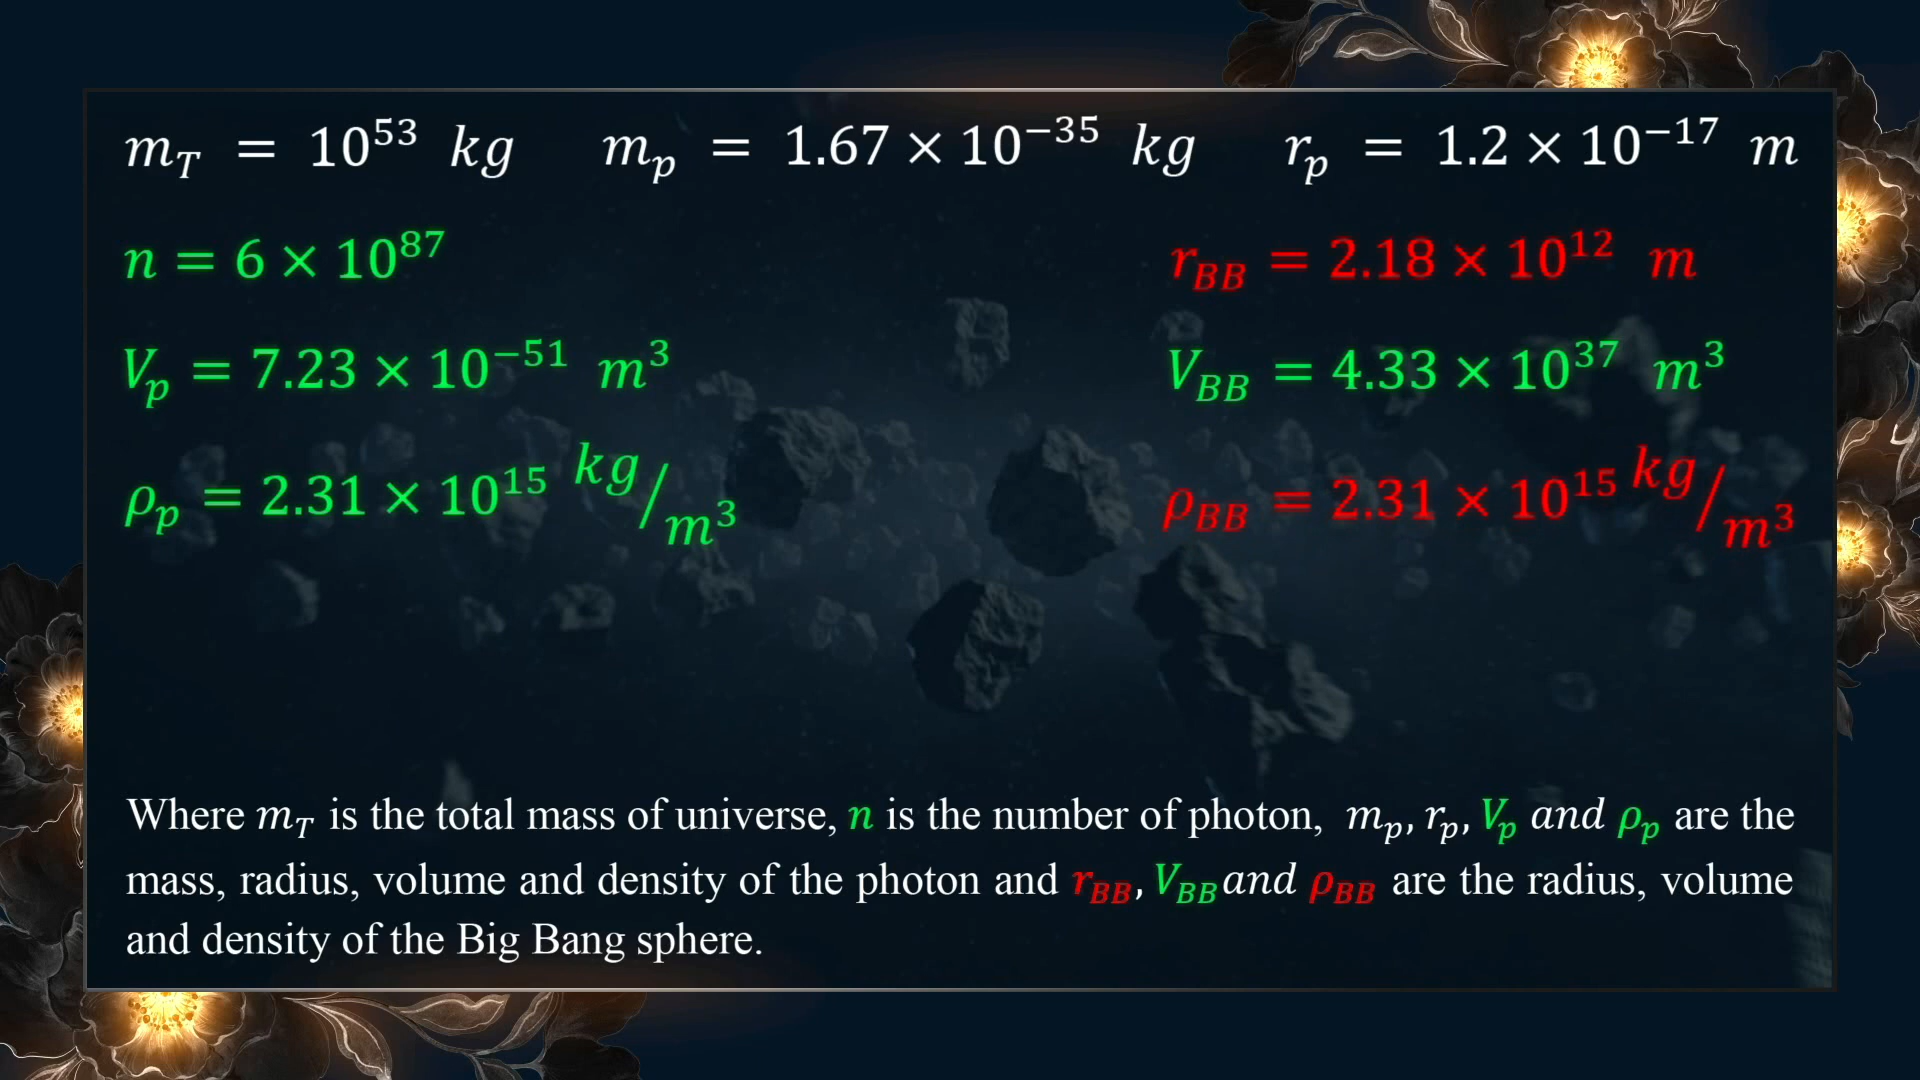 m_T = 10^53 kg m_p = 1.67 × 10^−35 kg r_p = 1.2 × 10^−17 m
n = 6 × 10^87 r_BB = 2.18 × 10^12 m
V_p = 7.23 × 10^−51 m^3 V_BB = 4.33 × 10^37 m^3
ρ_p = 2.31 × 10^15 kg/m^3 ρ_BB = 2.31 × 10^15 kg/m^3
Where m_T is the total mass of universe, n is the number of photon, m_p, r_p, V_p and ρ_p are the
mass, radius, volume and density of the photon and r_BB, V_BB and ρ_BB are the radius, volume
and density of the Big Bang sphere.